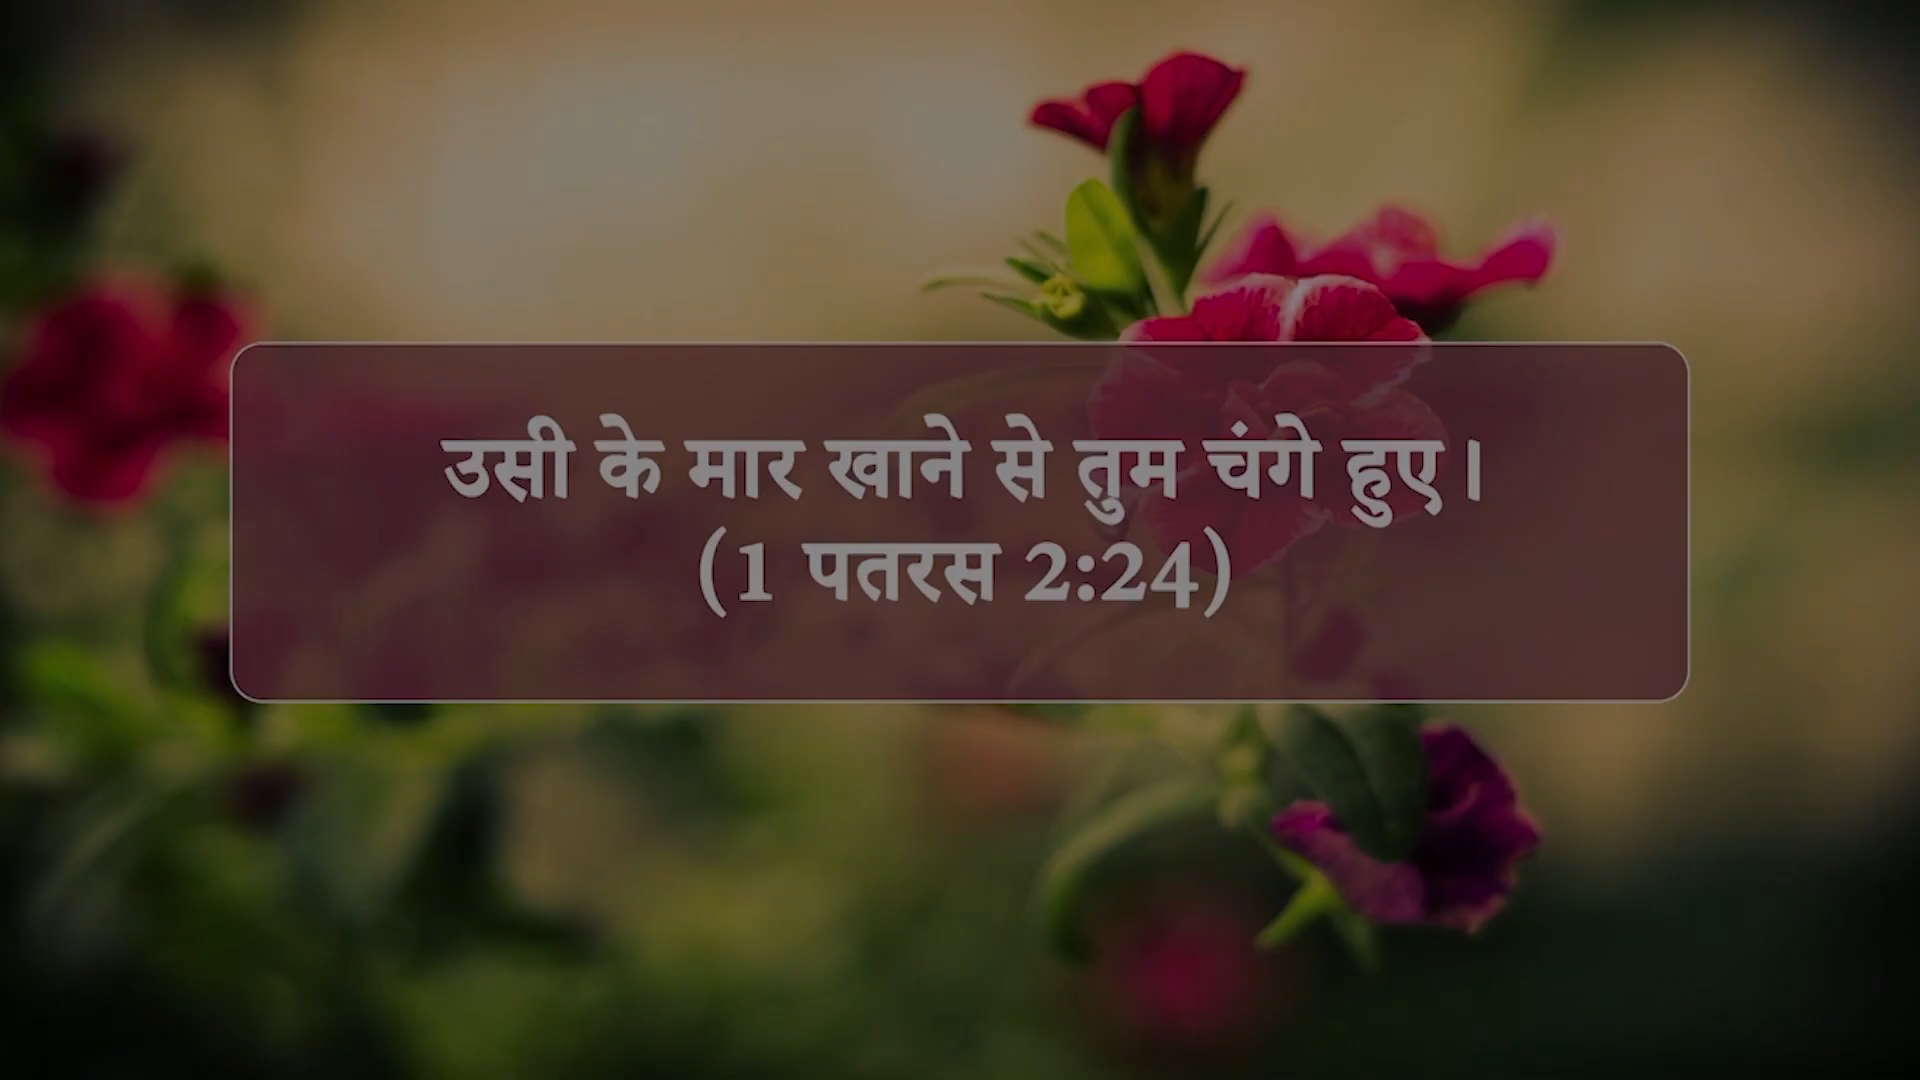 उसी के मार खाने से तुम चंगे हुए।
(1 पतरस 2:24)